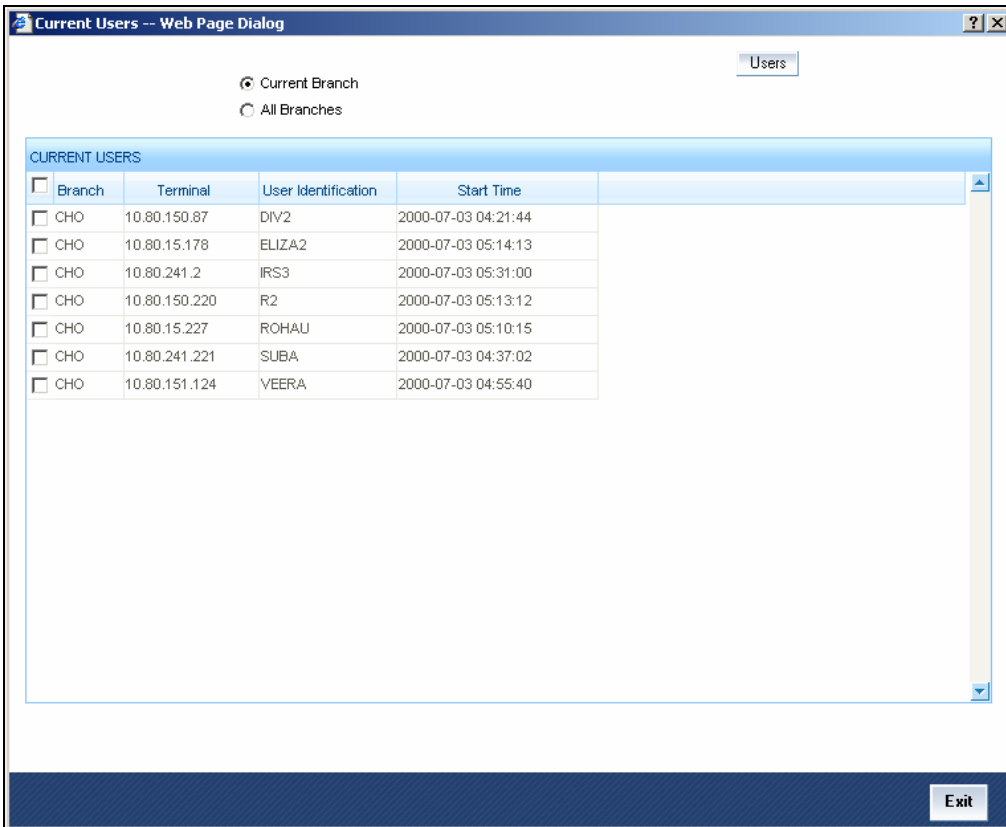 Current Users -- Web Page Dialog
Users
Current Branch
All Branches
CURRENT USERS
Branch Terminal User Identification Start Time
CHO 10.80.150.87 DIV2 2000-07-03 04:21:44
CHO 10.80.15.178 ELIZA2 2000-07-03 05:14:13
CHO 10.80.241.2 IRS3 2000-07-03 05:31:00
CHO 10.80.150.220 R2 2000-07-03 05:13:12
CHO 10.80.15.227 ROHAU 2000-07-03 05:10:15
CHO 10.80.241.221 SUBA 2000-07-03 04:37:02
CHO 10.80.151.124 VEERA 2000-07-03 04:55:40
Exit